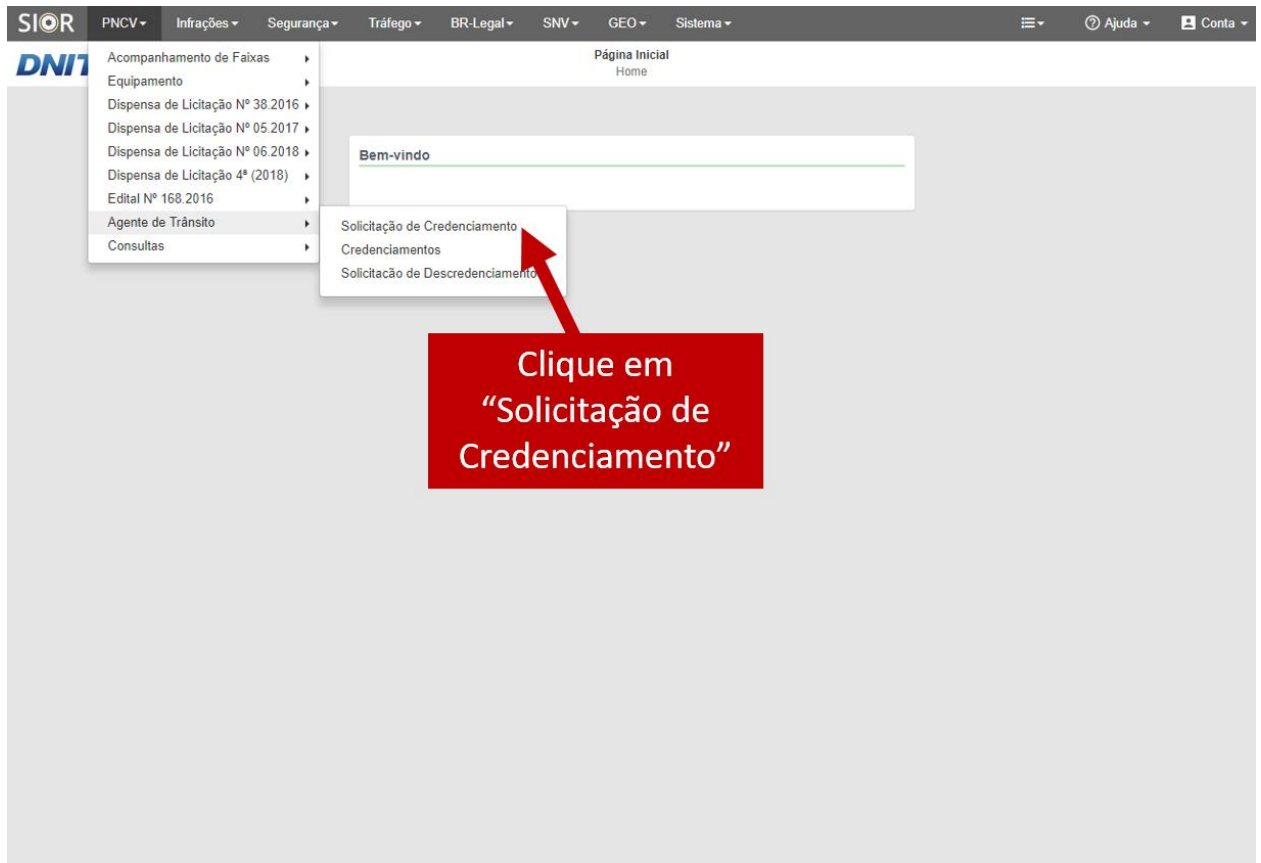 SIOR PNCV Infrações Segurança Tráfego BR-Legal SNV GEO Sistema Ajuda Conta
DNIT
Página Inicial
Home
Acompanhamento de Faixas
Equipamento
Dispensa de Licitação Nº 38.2016
Dispensa de Licitação Nº 05.2017
Dispensa de Licitação Nº 06.2018
Dispensa de Licitação 4ª (2018)
Edital Nº 168.2016
Agente de Trânsito
Consultas
Bem-vindo
Solicitação de Credenciamento
Credenciamentos
Solicitacão de Descredenciamento
Clique em
“Solicitação de
Credenciamento”